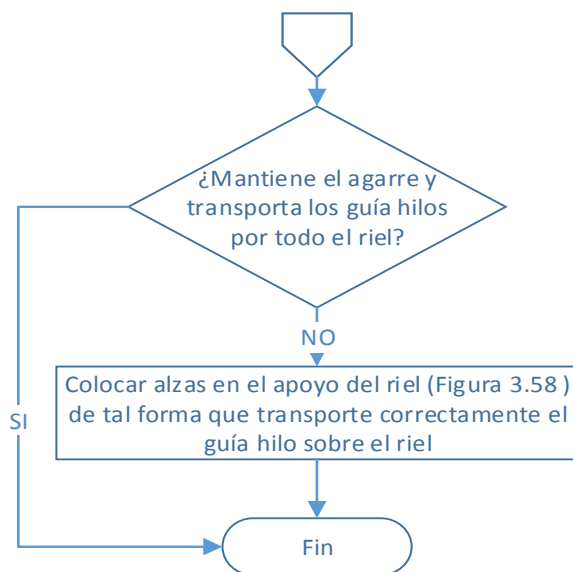 ¿Mantiene el agarre y
transporta los guía hilos
por todo el riel?
NO
Colocar alzas en el apoyo del riel (Figura 3.58 )
de tal forma que transporte correctamente el
guía hilo sobre el riel
SI
Fin